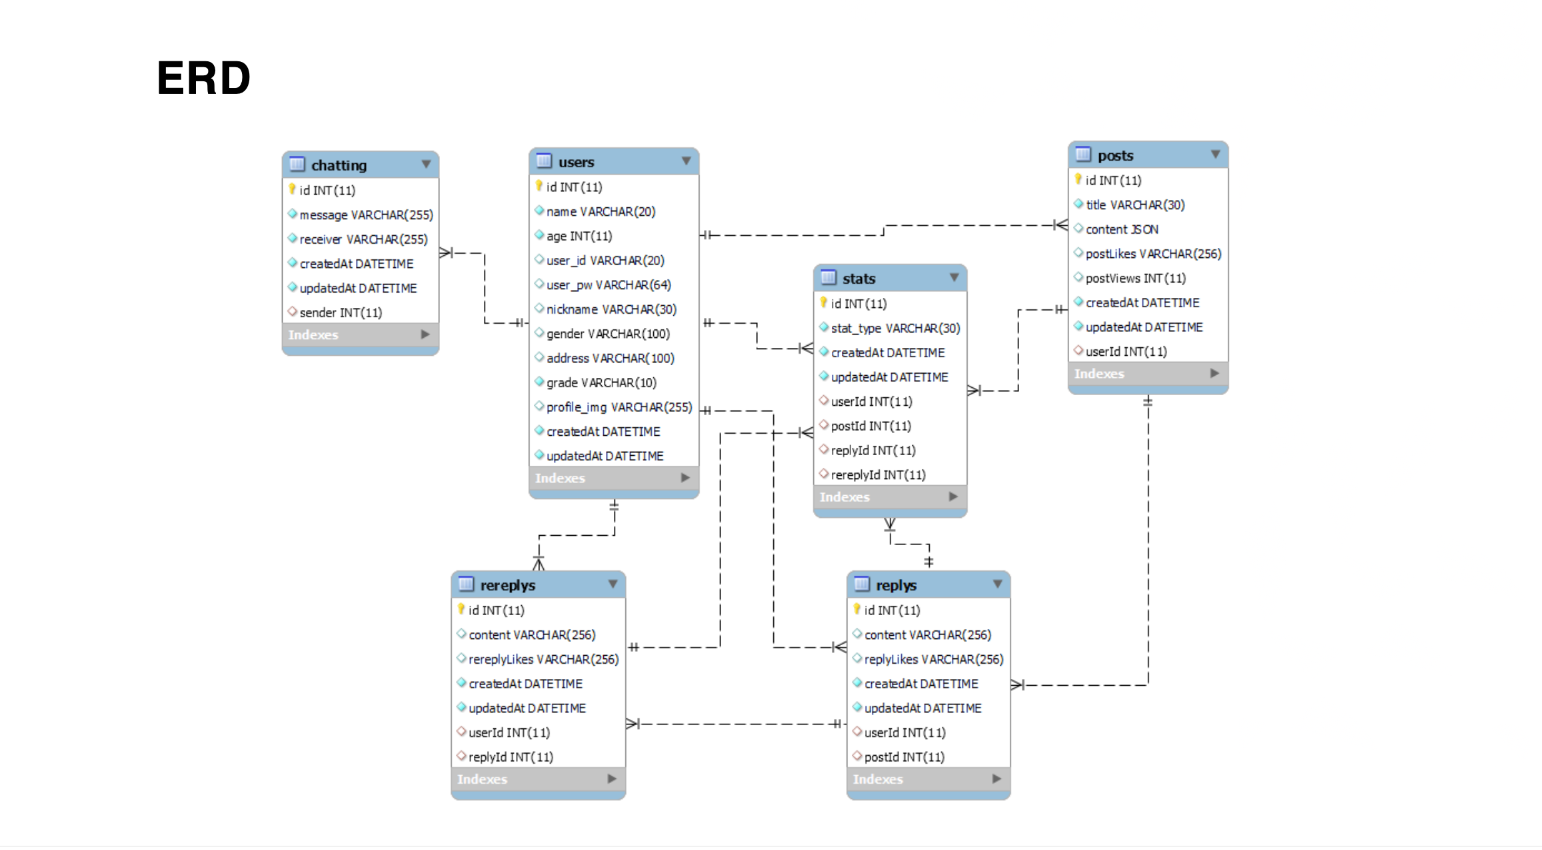 ERD
chatting
id INT(11)
message VARCHAR(255)
receiver VARCHAR(255)
createdAt DATETIME
updatedAt DATETIME
sender INT(11)
Indexes
users
id INT(11)
name VARCHAR(20)
age INT(11)
user_id VARCHAR(20)
user_pw VARCHAR(64)
nickname VARCHAR(30)
gender VARCHAR(100)
address VARCHAR(100)
grade VARCHAR(10)
profile_img VARCHAR(255)
createdAt DATETIME
updatedAt DATETIME
Indexes
posts
id INT(11)
title VARCHAR(30)
content JSON
postLikes VARCHAR(256)
postViews INT(11)
createdAt DATETIME
updatedAt DATETIME
userId INT(11)
Indexes
stats
id INT(11)
stat_type VARCHAR(30)
createdAt DATETIME
updatedAt DATETIME
userId INT(11)
postId INT(11)
replyId INT(11)
rereplyId INT(11)
Indexes
rereplys
id INT(11)
content VARCHAR(256)
rereplyLikes VARCHAR(256)
createdAt DATETIME
updatedAt DATETIME
userId INT(11)
replyId INT(11)
Indexes
replys
id INT(11)
content VARCHAR(256)
replyLikes VARCHAR(256)
createdAt DATETIME
updatedAt DATETIME
userId INT(11)
postId INT(11)
Indexes